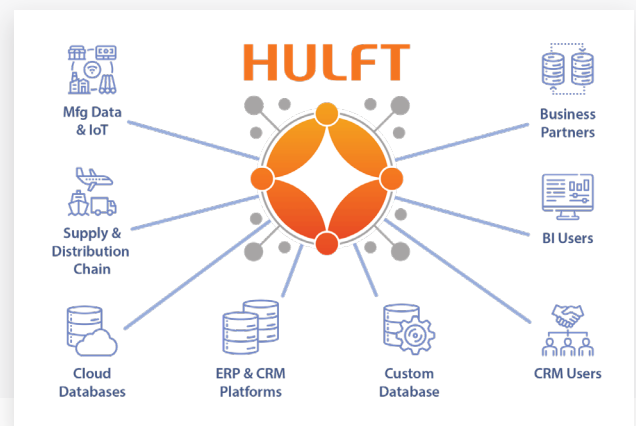 HULFT
Mfg Data
& IoT
Business
Partners
Supply &
Distribution
Chain
BI Users
Cloud
Databases
ERP & CRM
Platforms
Custom
Database
CRM Users